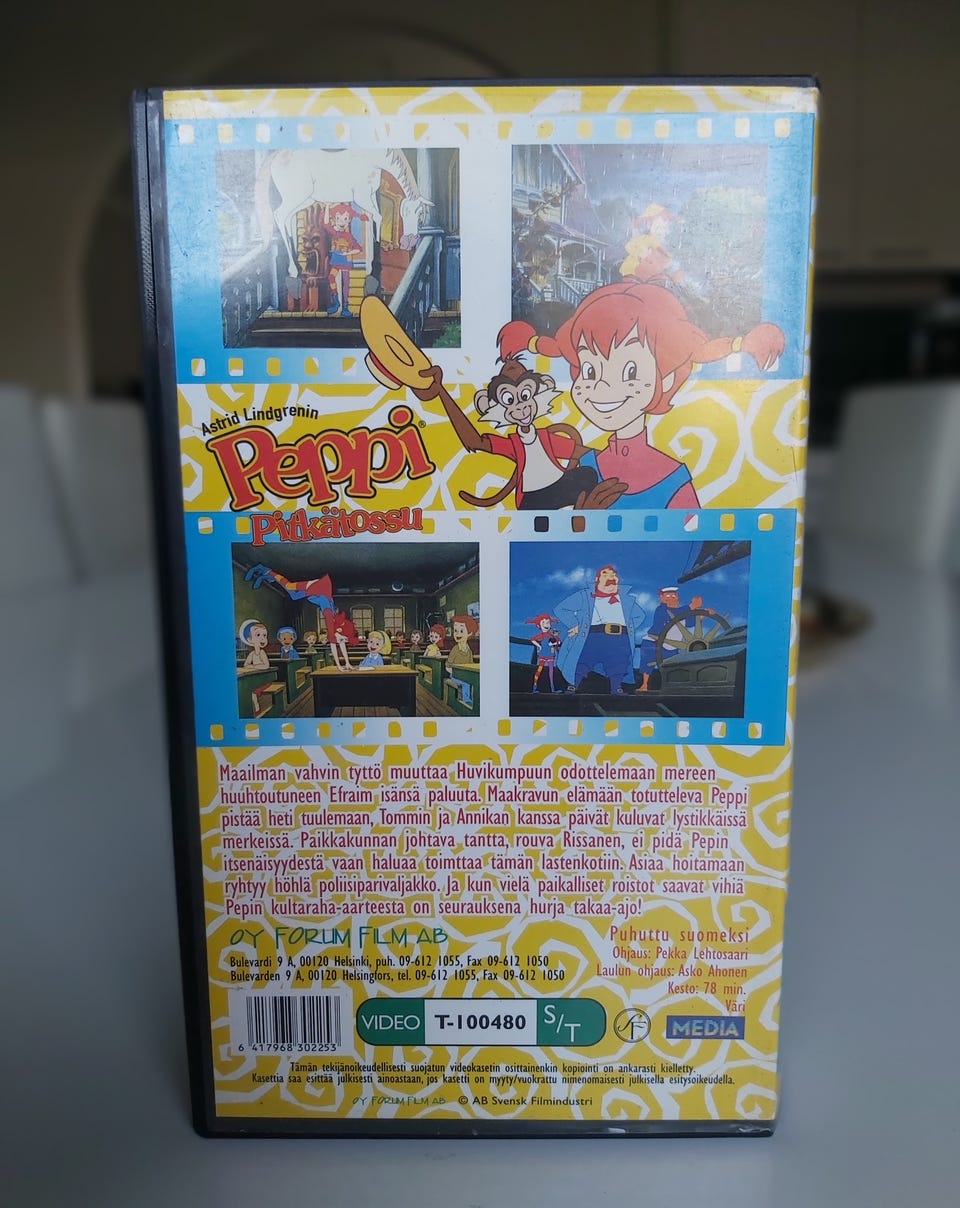 Astrid Lindgrenin
Peppi®
Pitkätossu
Maailman vahvin tyttö muuttaa Huvikumpuun odottelemaan mereen
huuhtoutuneen Efraim isänsä paluuta. Maakravun elämään totutteleva Peppi
pistää heti tuulemaan, Tommin ja Annikan kanssa päivät kuluvat lystikkäissä
merkeissä. Paikkakunnan johtava tantta, rouva Rissanen, ei pidä Pepin
itsenäisyydestä vaan haluaa toimttaa tämän lastenkotiin. Asiaa hoitamaan
ryhtyy höhlä poliisiparivaljakko. Ja kun vielä paikalliset roistot saavat vihiä
Pepin kultaraha-aarteesta on seurauksena hurja takaa-ajo!
OY FORUM FILM AB
Bulevardi 9 A, 00120 Helsinki, puh. 09-612 1055, Fax 09-612 1050
Bulevarden 9 A, 00120 Helsingfors, tel. 09-612 1055, Fax 09-612 1050
Puhuttu suomeksi
Ohjaus: Pekka Lehtosaari
Laulun ohjaus: Asko Ahonen
Kesto: 78 min.
Väri
6 417968 302253
VIDEO T-100480 S/T
SF
MEDIA
Tämän tekijänoikeudellisesti suojatun videokasetin osittainenkin kopiointi on ankarasti kielletty.
Kasettia saa esittää julkisesti ainoastaan, jos kasetti on myyty/vuokrattu nimenomaisesti julkisella esitysoikeudella.
OY FORUM FILM AB © AB Svensk Filmindustri